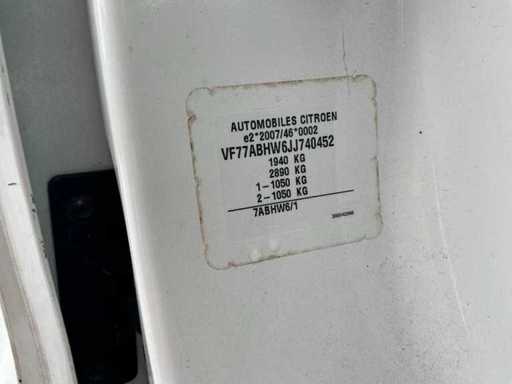 AUTOMOBILES CITROEN
e2*2007/46*0002
VF77ABHW6JJ740452
1940 KG
2890 KG
1-1050 KG
2-1050 KG
7ABHW6/1